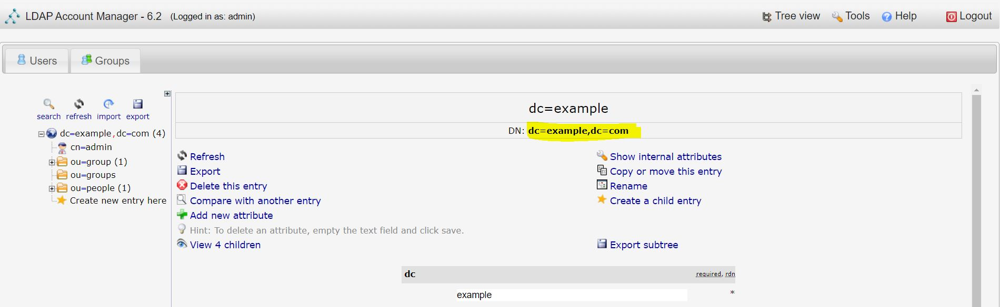 LDAP Account Manager - 6.2 (Logged in as: admin)
Tree view Tools Help Logout
Users Groups
search refresh import export
dc=example,dc=com (4)
cn=admin
ou=group (1)
ou=groups
ou=people (1)
Create new entry here
dc=example
DN: dc=example,dc=com
Refresh
Show internal attributes
Export
Copy or move this entry
Delete this entry
Rename
Compare with another entry
Create a child entry
Add new attribute
Hint: To delete an attribute, empty the text field and click save.
View 4 children
Export subtree
dc required, rdn
example *